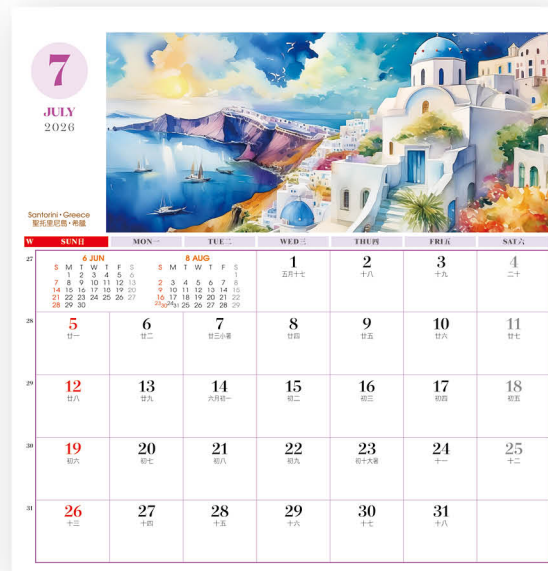 7
JULY
2026
Santorini·Greece
聖托里尼島·希臘
W SUN日 MON一 TUE二 WED三 THU四 FRI五 SAT六
27
6 JUN
S M T W T F S
1 2 3 4 5 6
7 8 9 10 11 12 13
14 15 16 17 18 19 20
21 22 23 24 25 26 27
28 29 30
8 AUG
S M T W T F S
1
2 3 4 5 6 7 8
9 10 11 12 13 14 15
16 17 18 19 20 21 22
23/30 24/31 25 26 27 28 29
1 2 3 4
五月十七 十八 十九 二十
28 5 6 7 8 9 10 11
廿一 廿二 廿三小暑 廿四 廿五 廿六 廿七
29 12 13 14 15 16 17 18
廿八 廿九 六月初一 初二 初三 初四 初五
30 19 20 21 22 23 24 25
初六 初七 初八 初九 初十大暑 十一 十二
31 26 27 28 29 30 31
十三 十四 十五 十六 十七 十八